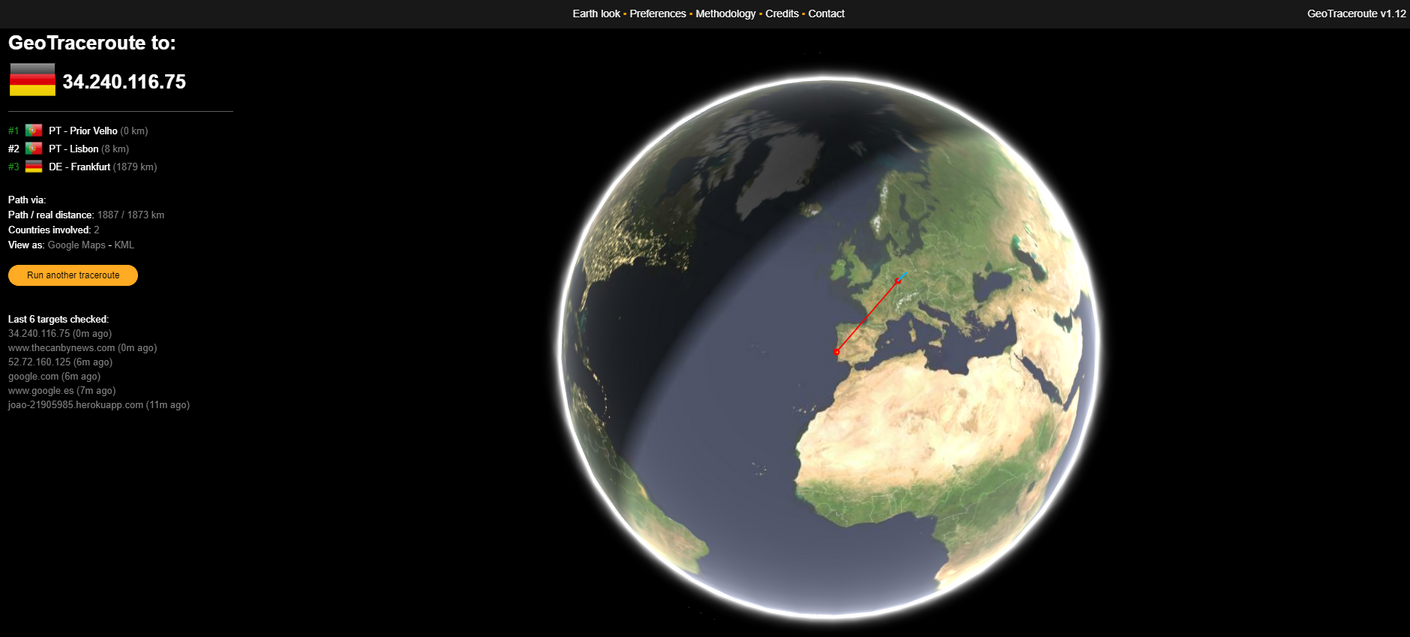 Earth look • Preferences • Methodology • Credits • Contact
GeoTraceroute v1.12
GeoTraceroute to:
34.240.116.75
#1 PT - Prior Velho (0 km)
#2 PT - Lisbon (8 km)
#3 DE - Frankfurt (1879 km)
Path via:
Path / real distance: 1887 / 1873 km
Countries involved: 2
View as: Google Maps - KML
Run another traceroute
Last 6 targets checked:
34.240.116.75 (0m ago)
www.thecanbynews.com (0m ago)
52.72.160.125 (6m ago)
google.com (6m ago)
www.google.es (7m ago)
joao-21905985.herokuapp.com (11m ago)